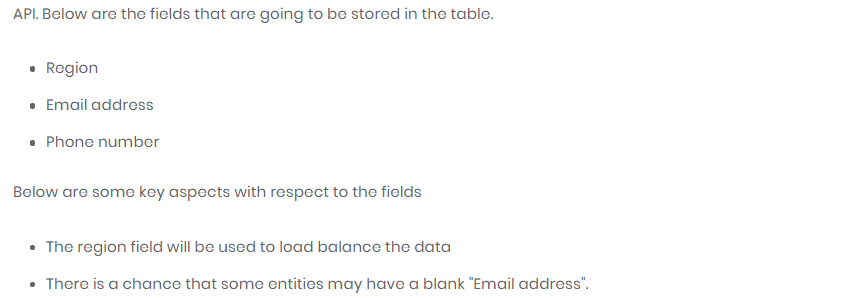 API. Below are the fields that are going to be stored in the table.
• Region
• Email address
• Phone number
Below are some key aspects with respect to the fields
• The region field will be used to load balance the data
• There is a chance that some entities may have a blank "Email address".